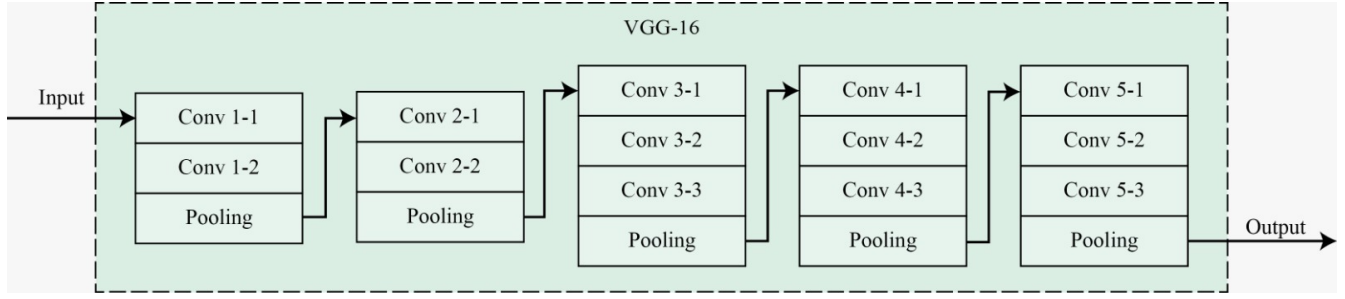 VGG-16
Input
Conv 1-1
Conv 1-2
Pooling
Conv 2-1
Conv 2-2
Pooling
Conv 3-1
Conv 3-2
Conv 3-3
Pooling
Conv 4-1
Conv 4-2
Conv 4-3
Pooling
Conv 5-1
Conv 5-2
Conv 5-3
Pooling
Output